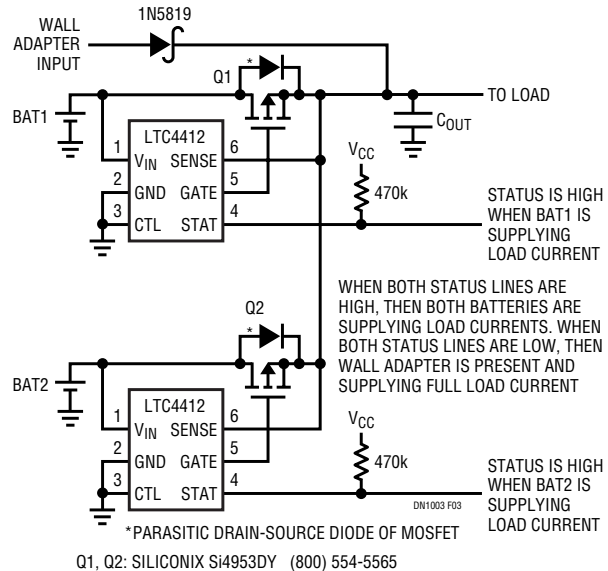 1N5819
WALL
ADAPTER
INPUT
*
Q1
TO LOAD
BAT1
COUT
LTC4412
1
VIN
SENSE
6
2
GND
GATE
5
3
CTL
STAT
4
VCC
470k
STATUS IS HIGH
WHEN BAT1 IS
SUPPLYING
LOAD CURRENT
WHEN BOTH STATUS LINES ARE
HIGH, THEN BOTH BATTERIES ARE
SUPPLYING LOAD CURRENTS. WHEN
BOTH STATUS LINES ARE LOW, THEN
WALL ADAPTER IS PRESENT AND
SUPPLYING FULL LOAD CURRENT
Q2
*
BAT2
LTC4412
1
VIN
SENSE
6
2
GND
GATE
5
3
CTL
STAT
4
VCC
470k
STATUS IS HIGH
WHEN BAT2 IS
SUPPLYING
LOAD CURRENT
DN1003 F03
*PARASITIC DRAIN-SOURCE DIODE OF MOSFET
Q1, Q2: SILICONIX Si4953DY (800) 554-5565